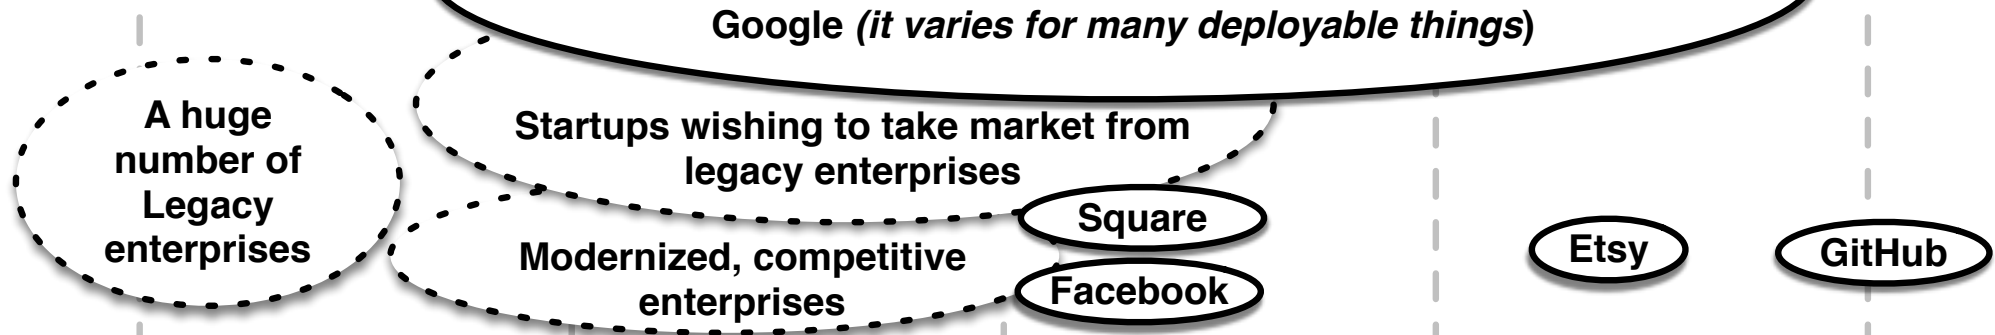 Google (it varies for many deployable things)
A huge
number of
Legacy
enterprises
Startups wishing to take market from
legacy enterprises
Square
Modernized, competitive
enterprises
Facebook
Etsy
GitHub